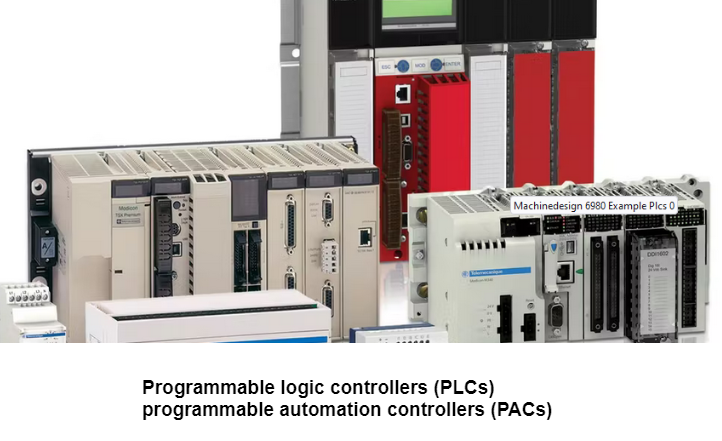 ESC
MOD
ENTER
Machinedesign 6980 Example Plcs 0
Modicon
TSX Premium
Telemecanique
Programmable logic controllers (PLCs)
programmable automation controllers (PACs)